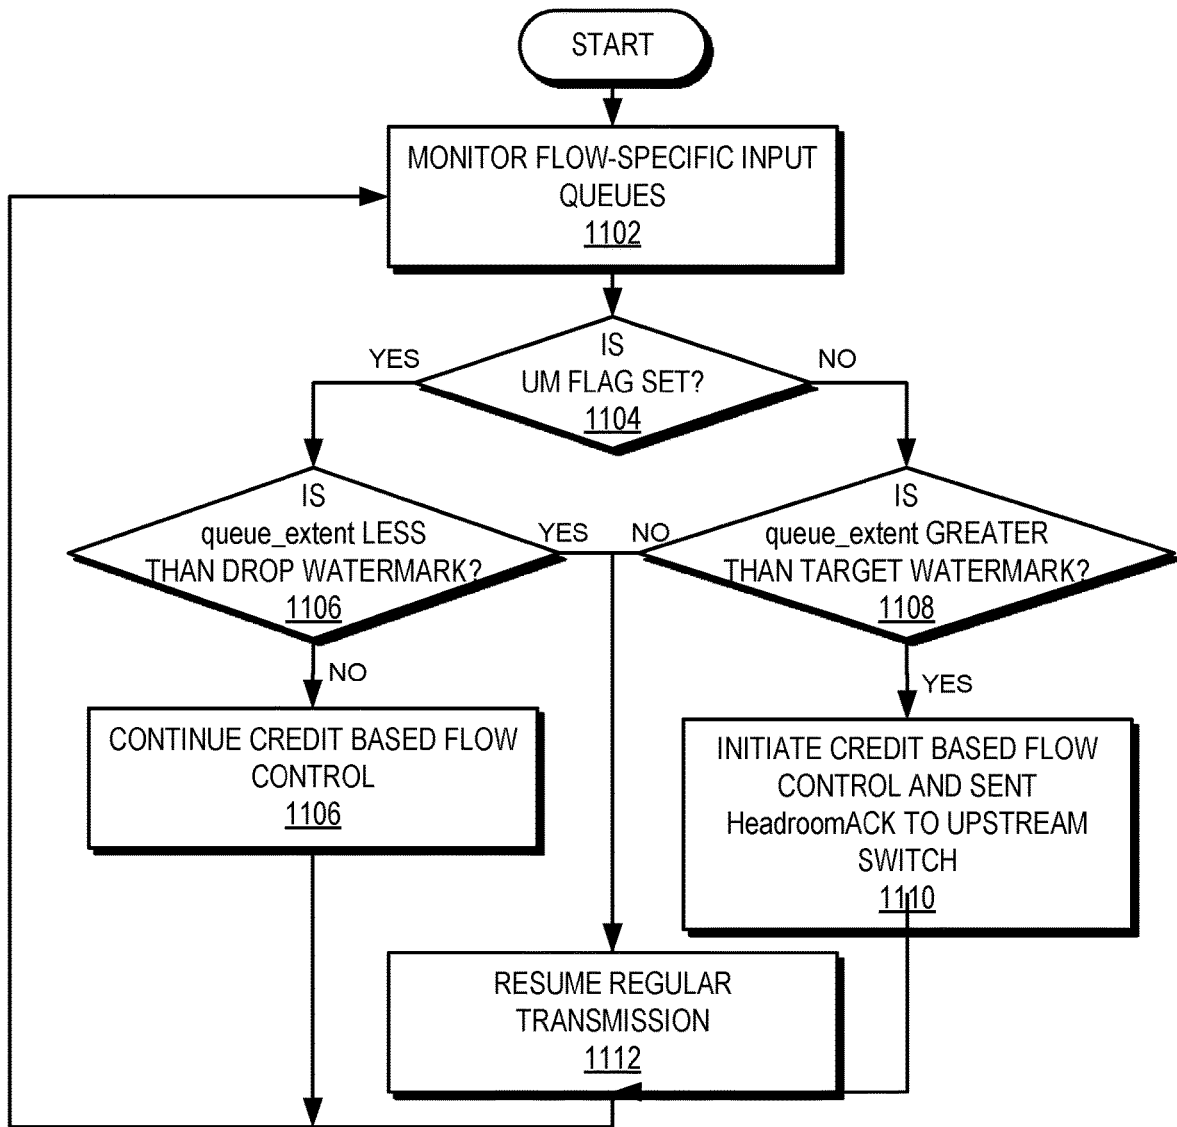 START
MONITOR FLOW-SPECIFIC INPUT
QUEUES
1102
IS
UM FLAG SET?
1104
YES
NO
IS
queue_extent LESS
THAN DROP WATERMARK?
1106
YES
NO
IS
queue_extent GREATER
THAN TARGET WATERMARK?
1108
NO
YES
CONTINUE CREDIT BASED FLOW
CONTROL
1106
INITIATE CREDIT BASED FLOW
CONTROL AND SENT
HeadroomACK TO UPSTREAM
SWITCH
1110
RESUME REGULAR
TRANSMISSION
1112